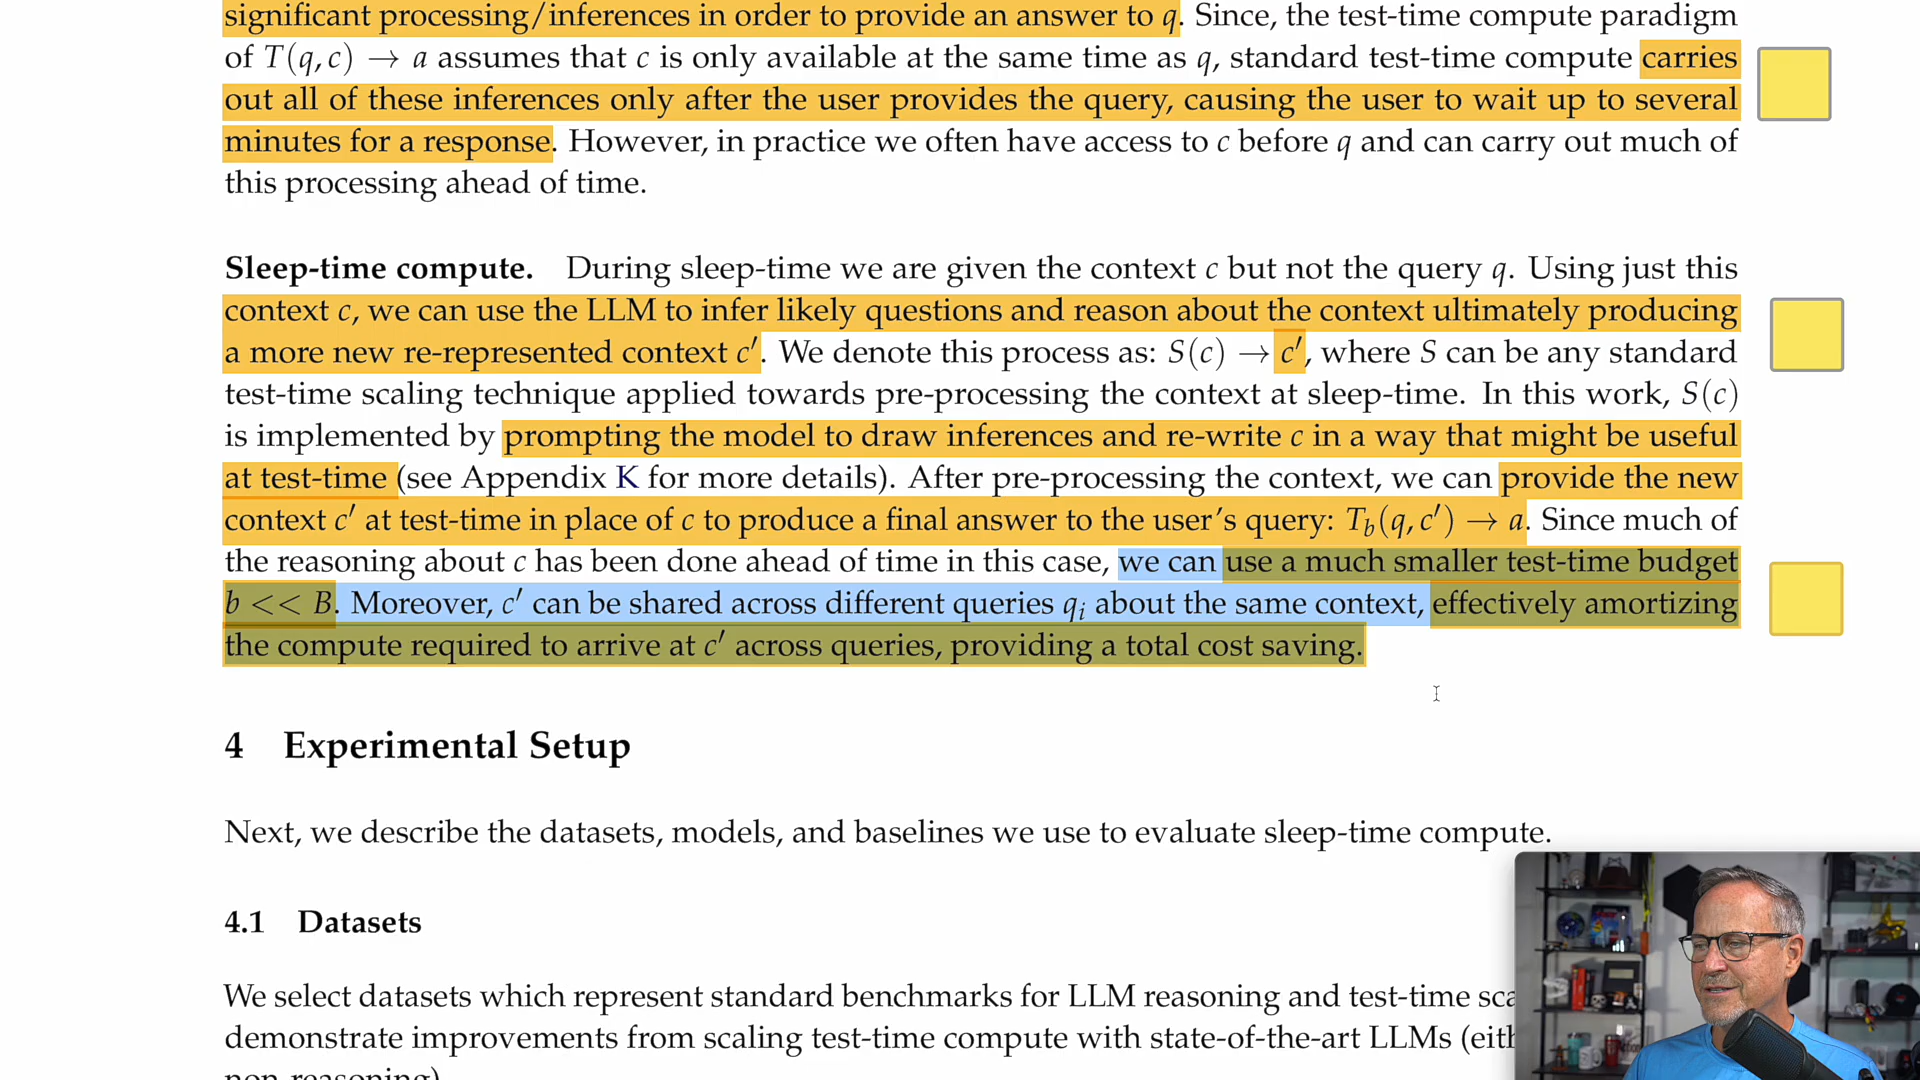 significant processing/inferences in order to provide an answer to q. Since, the test-time compute paradigm
of T(q, c) → a assumes that c is only available at the same time as q, standard test-time compute carries
out all of these inferences only after the user provides the query, causing the user to wait up to several
minutes for a response. However, in practice we often have access to c before q and can carry out much of
this processing ahead of time.
Sleep-time compute. During sleep-time we are given the context c but not the query q. Using just this
context c, we can use the LLM to infer likely questions and reason about the context ultimately producing
a more new re-represented context c′. We denote this process as: S(c) → c′, where S can be any standard
test-time scaling technique applied towards pre-processing the context at sleep-time. In this work, S(c)
is implemented by prompting the model to draw inferences and re-write c in a way that might be useful
at test-time (see Appendix K for more details). After pre-processing the context, we can provide the new
context c′ at test-time in place of c to produce a final answer to the user’s query: T_b(q, c′) → a. Since much of
the reasoning about c has been done ahead of time in this case, we can use a much smaller test-time budget
b << B. Moreover, c′ can be shared across different queries q_i about the same context, effectively amortizing
the compute required to arrive at c′ across queries, providing a total cost saving.
4 Experimental Setup
Next, we describe the datasets, models, and baselines we use to evaluate sleep-time compute.
4.1 Datasets
We select datasets which represent standard benchmarks for LLM reasoning and test-time sca
demonstrate improvements from scaling test-time compute with state-of-the-art LLMs (eith
non-reasoning)